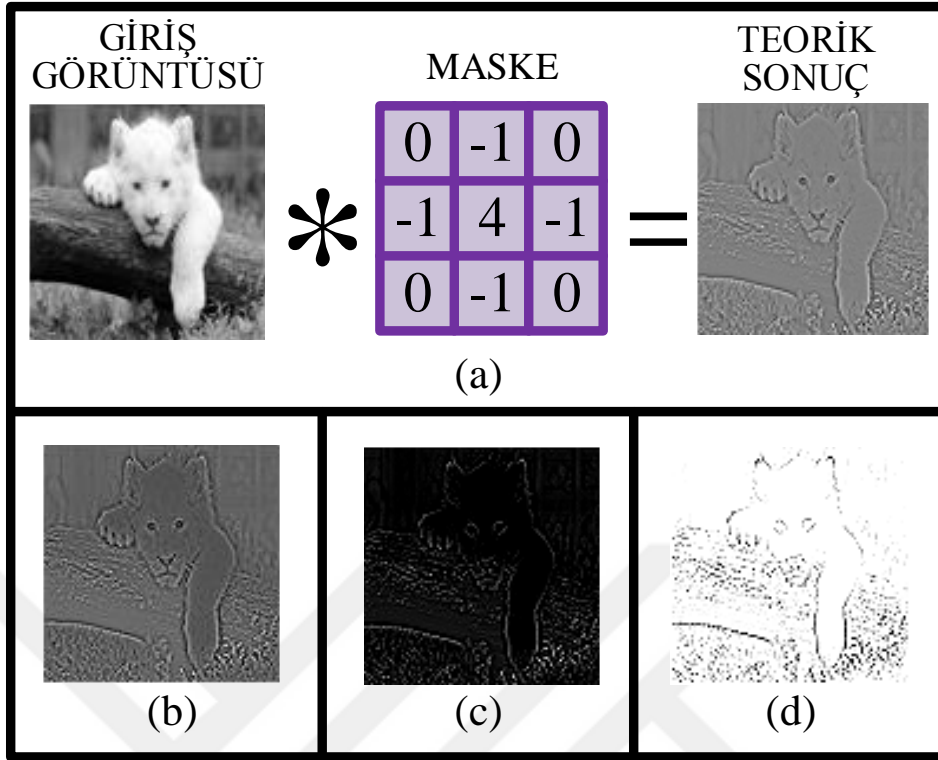 GİRİŞ
GÖRÜNTÜSÜ
MASKE
TEORİK
SONUÇ
0 -1 0
* -1 4 -1 =
0 -1 0
(a)
(b) (c) (d)